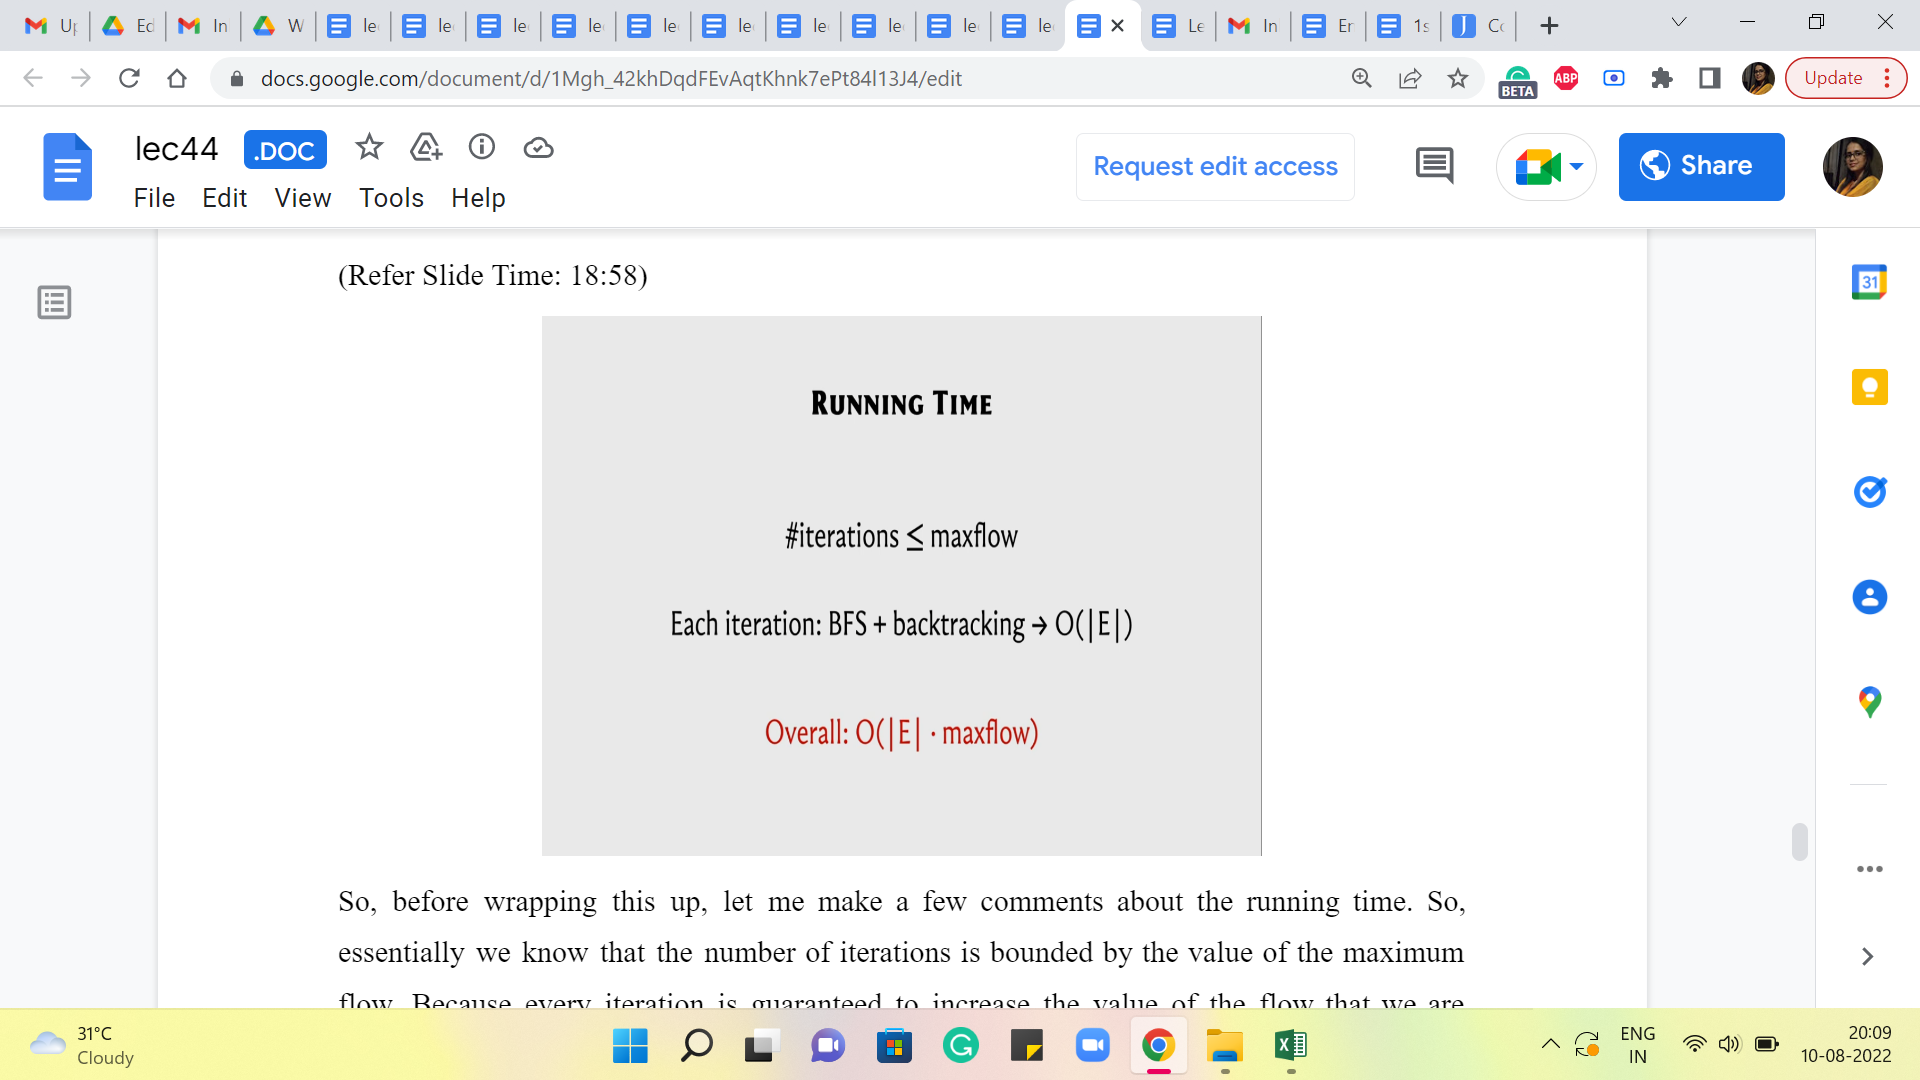 Up
Ed
In
W
le
le
le
le
le
le
le
le
le
le
Le
In
Er
1s
Co
docs.google.com/document/d/1Mgh_42khDqdFEvAqtKhnk7ePt84l13J4/edit
BETA
ABP
Update
lec44
.DOC
File Edit View Tools Help
Request edit access
Share
31
(Refer Slide Time: 18:58)
RUNNING TIME
#iterations ≤ maxflow
Each iteration: BFS + backtracking → O(|E|)
Overall: O(|E| · maxflow)
So, before wrapping this up, let me make a few comments about the running time. So,
essentially we know that the number of iterations is bounded by the value of the maximum
flow. Because every iteration is guaranteed to increase the value of the flow that we are
31°C
Cloudy
ENG
IN
20:09
10-08-2022